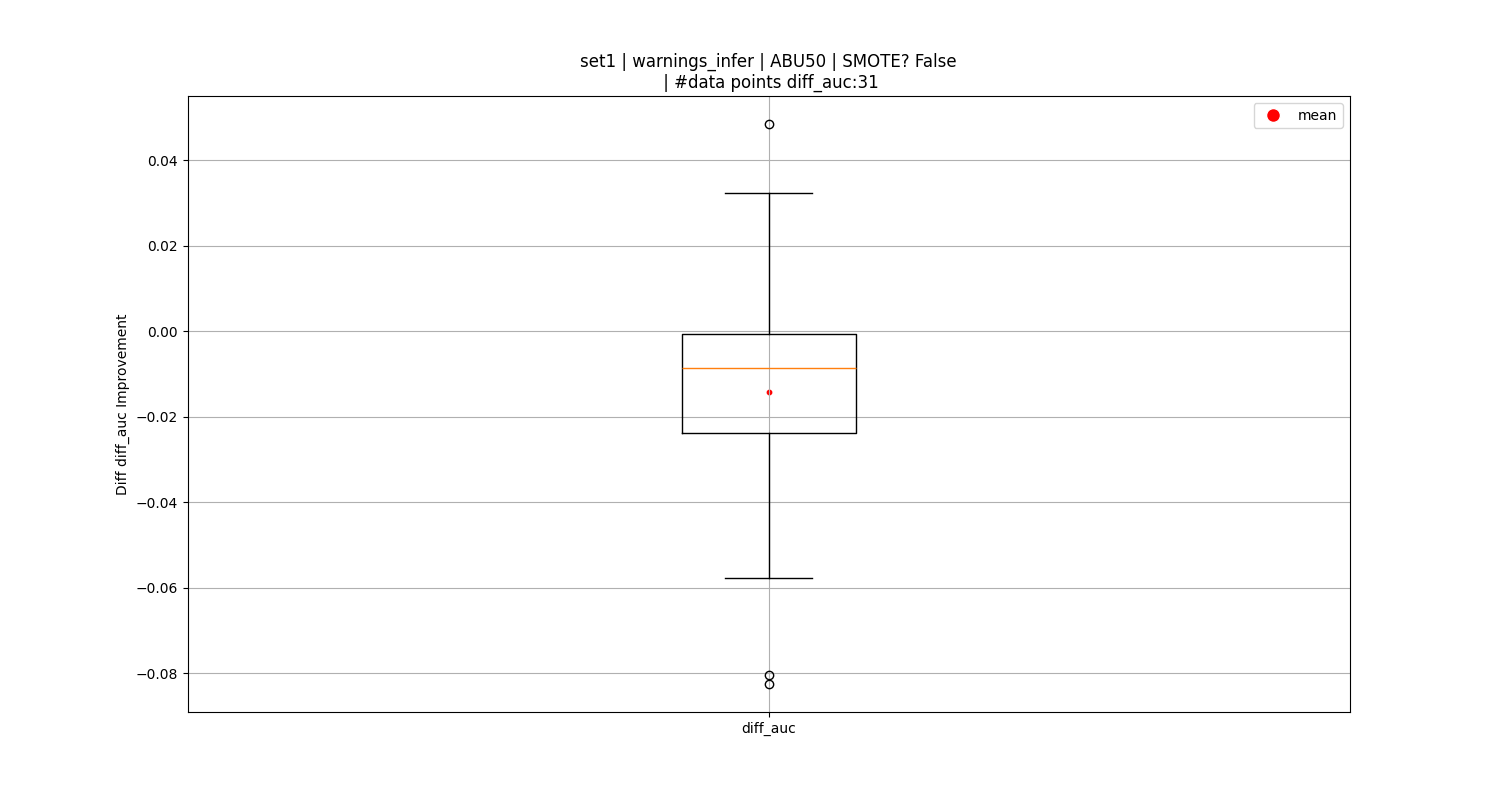 set1 | warnings_infer | ABU50 | SMOTE? False
| #data points diff_auc:31
mean
0.04
0.02
0.00
−0.02
−0.04
−0.06
−0.08
Diff diff_auc Improvement
diff_auc